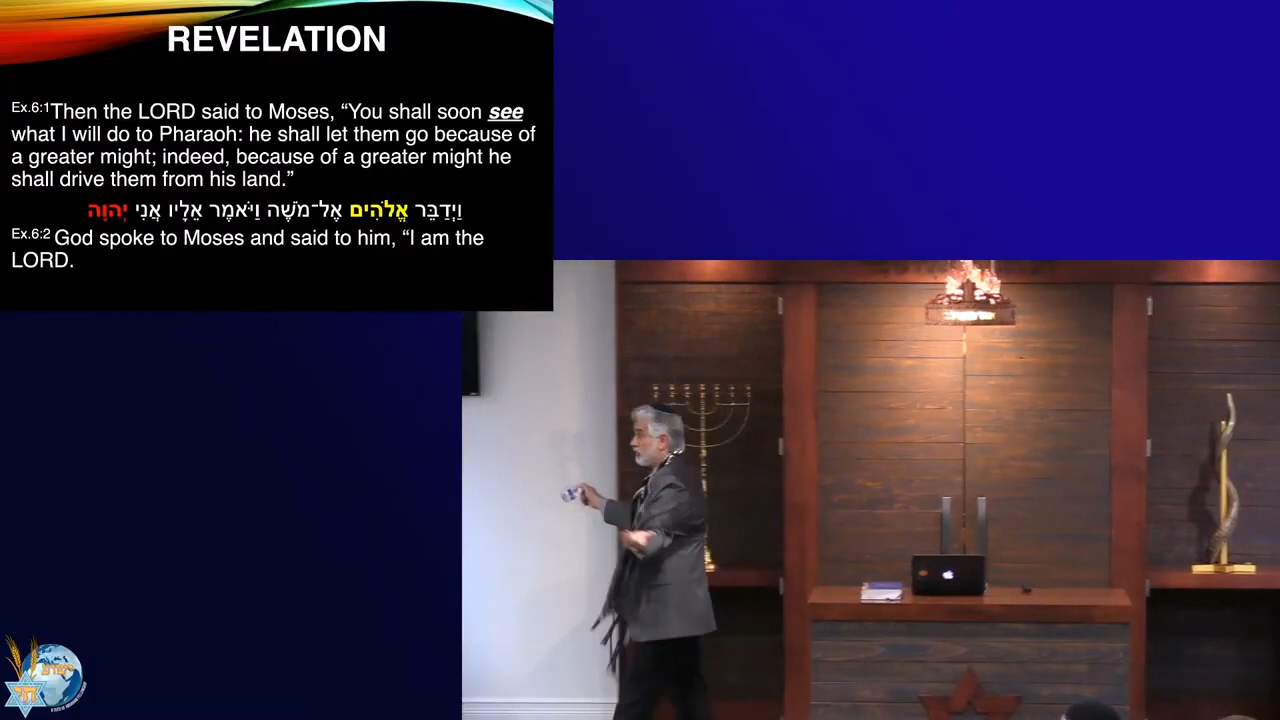 REVELATION
Ex.6:1Then the LORD said to Moses, “You shall soon see
what I will do to Pharaoh: he shall let them go because of
a greater might; indeed, because of a greater might he
shall drive them from his land.”
וַיְדַבֵּר אֱלֹהִים אֶל־מֹשֶׁה וַיֹּאמֶר אֵלָיו אֲנִי יְהוָה
Ex.6:2 God spoke to Moses and said to him, “I am the
LORD.